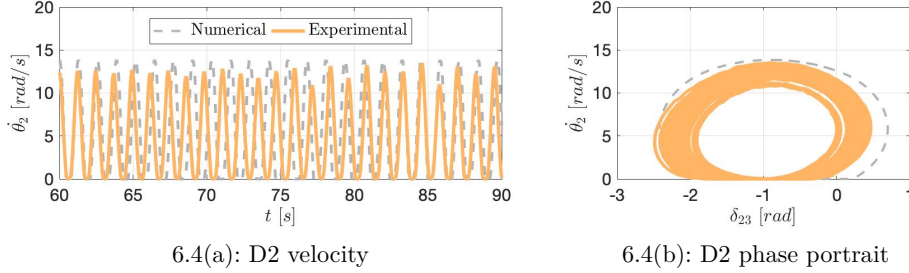 Numerical Experimental
20
15
10
5
0
θ̇₂ [rad/s]
60 65 70 75 80 85 90
t [s]
6.4(a): D2 velocity
20
15
10
5
0
θ̇₂ [rad/s]
-3 -2 -1 0 1
δ₂₃ [rad]
6.4(b): D2 phase portrait